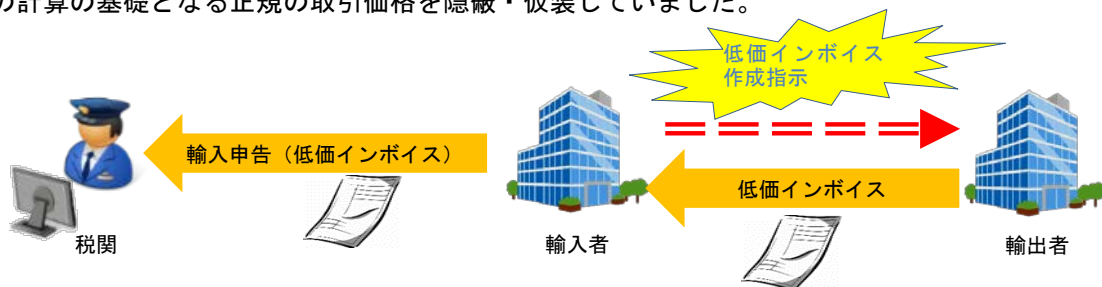 の計算の基礎となる正規の取引価格を隠蔽・仮装していました。
低価インボイス
作成指示
輸入申告（低価インボイス）
低価インボイス
税関
輸入者
輸出者